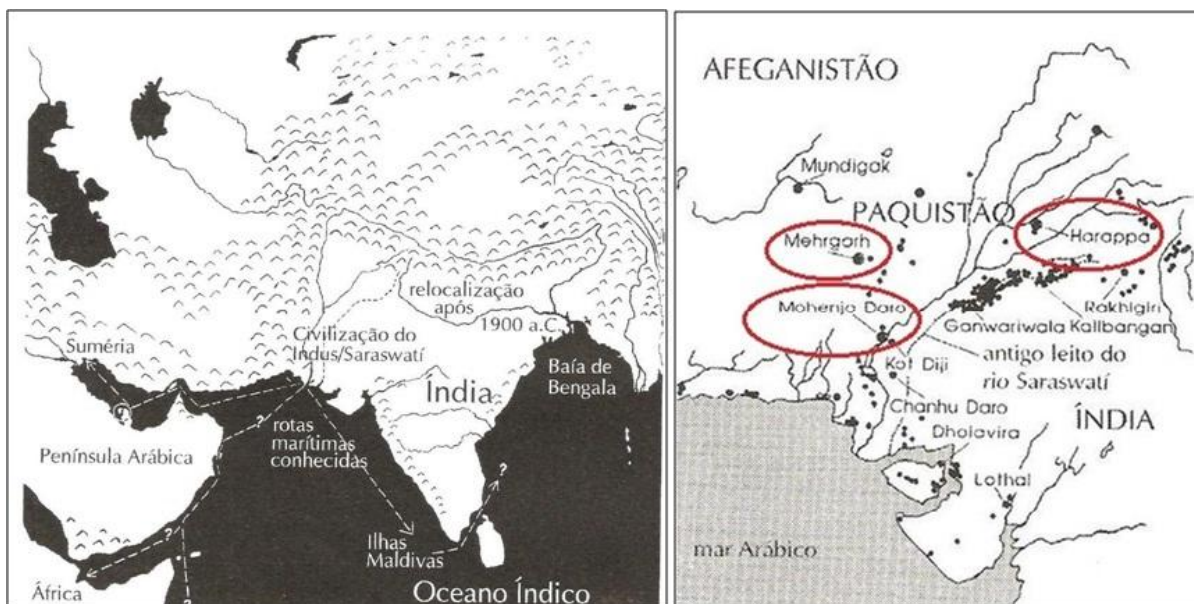 relocalização
após
1900 a.C.
Civilização do
Indus/Saraswatí
Suméria
Índia
Baía de
Bengala
?
rotas
marítimas
conhecidas
Península Arábica
?
?
Ilhas
Maldivas
África
?
Oceano Índico
AFEGANISTÃO
Mundigak
PAQUISTÃO
Mehrgarh
Harappa
Mohenjo Daro
Rakhigiri
Ganwariwala Kalibangan
antigo leito do
rio Saraswatí
Kot Diji
ÍNDIA
Chanhu Daro
Dholavira
Lothal
mar Arábico